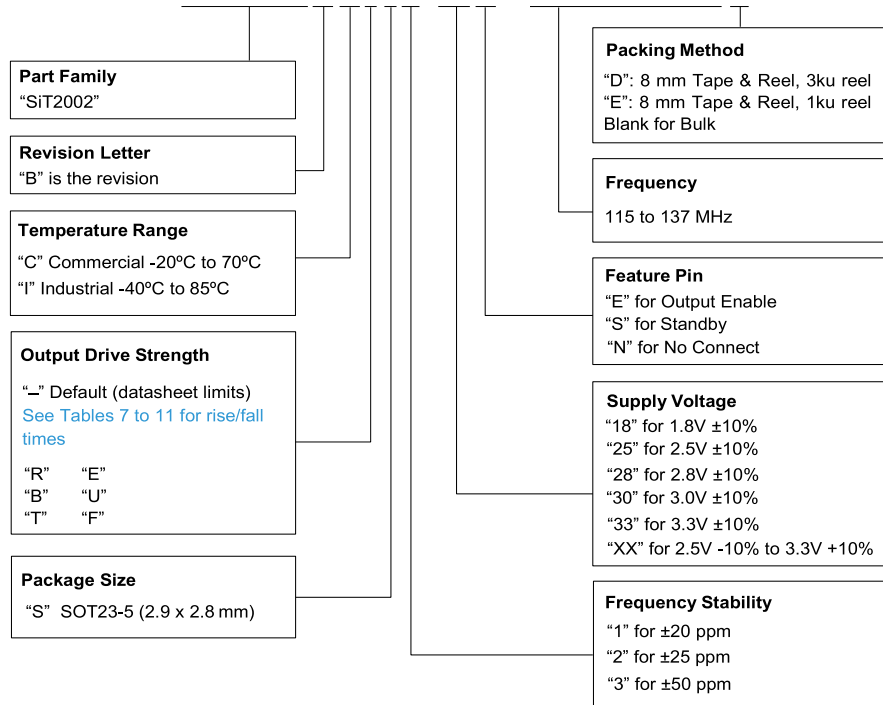 Part Family
“SiT2002”
Revision Letter
“B” is the revision
Temperature Range
“C” Commercial -20ºC to 70ºC
“I” Industrial -40ºC to 85ºC
Output Drive Strength
“–” Default (datasheet limits)
See Tables 7 to 11 for rise/fall
times
“R” “E”
“B” “U”
“T” “F”
Package Size
“S” SOT23-5 (2.9 x 2.8 mm)
Packing Method
“D”: 8 mm Tape & Reel, 3ku reel
“E”: 8 mm Tape & Reel, 1ku reel
Blank for Bulk
Frequency
115 to 137 MHz
Feature Pin
“E” for Output Enable
“S” for Standby
“N” for No Connect
Supply Voltage
“18” for 1.8V ±10%
“25” for 2.5V ±10%
“28” for 2.8V ±10%
“30” for 3.0V ±10%
“33” for 3.3V ±10%
“XX” for 2.5V -10% to 3.3V +10%
Frequency Stability
“1” for ±20 ppm
“2” for ±25 ppm
“3” for ±50 ppm